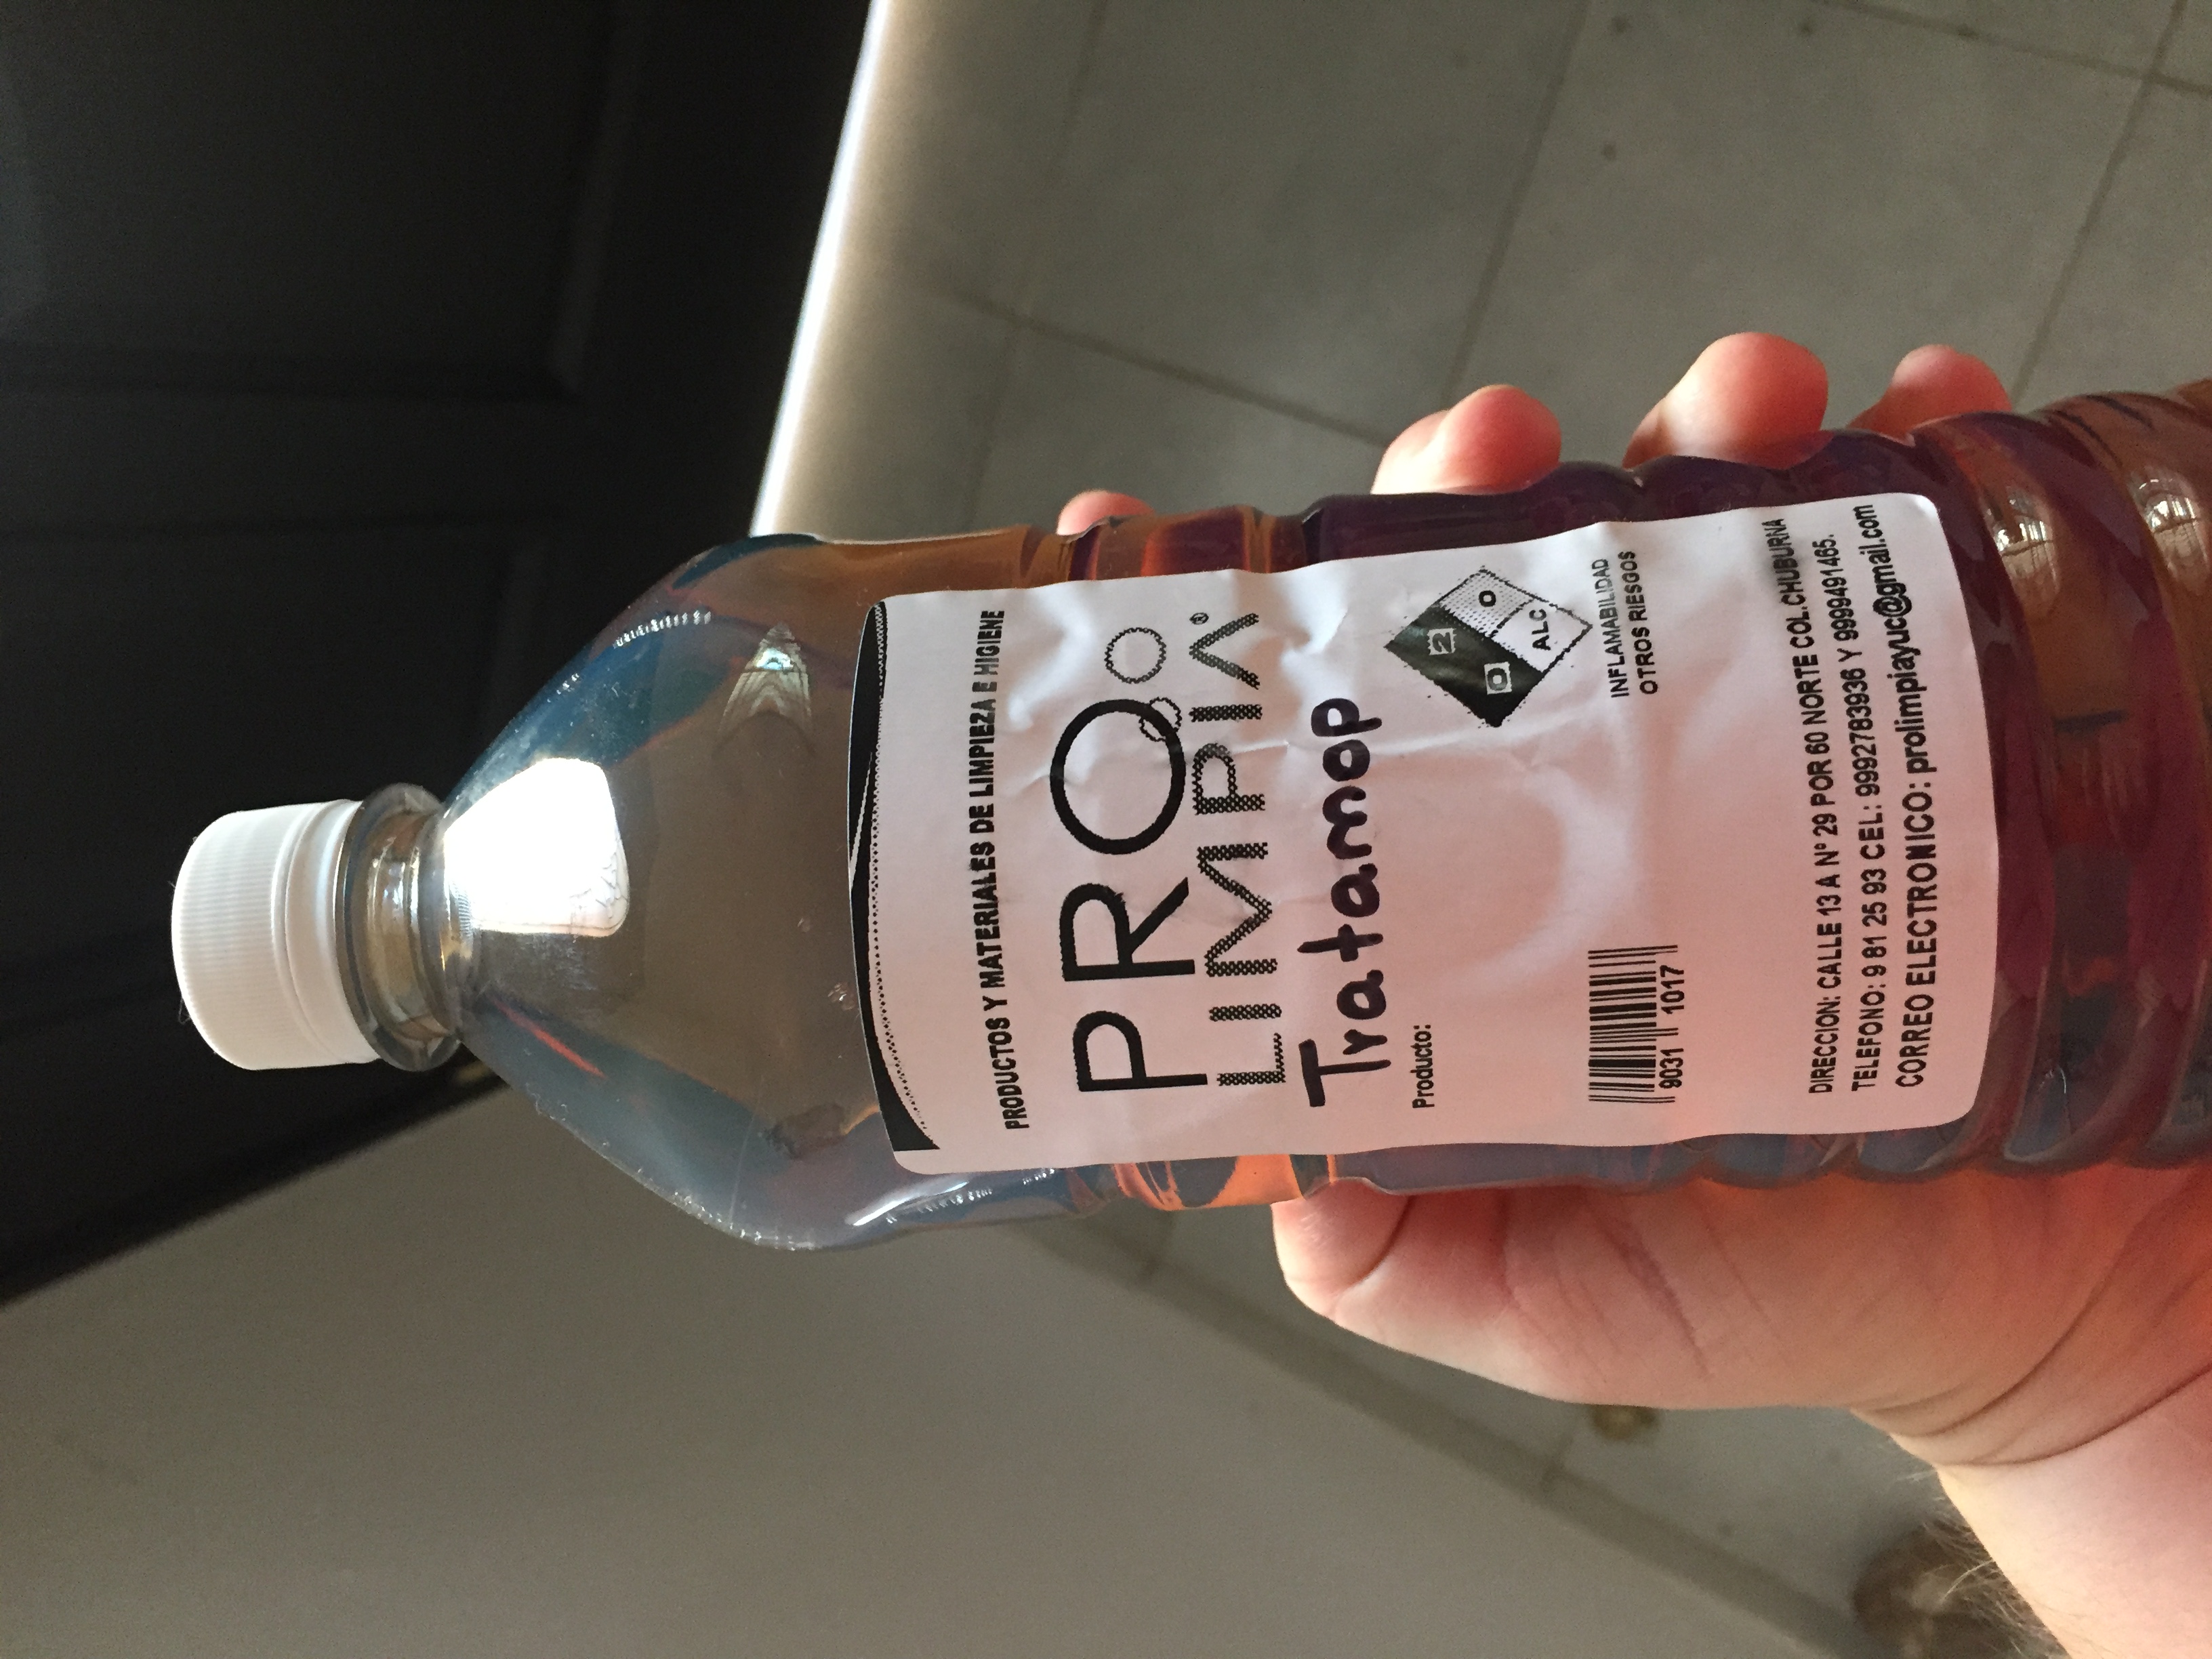 PRODUCTOS Y MATERIALES DE LIMPIEZA E HIGIENE
PRO
LIMPIA®
Tratamop
Producto:
2
0
0
ALC
INFLAMABILIDAD
OTROS RIESGOS
9031 1017
DIRECCION: CALLE 13 A Nº 29 POR 60 NORTE COL.CHUBURNA
TELEFONO: 9 81 25 93 CEL: 9992783936 Y 9999491465.
CORREO ELECTRONICO: prolimpiayuc@gmail.com